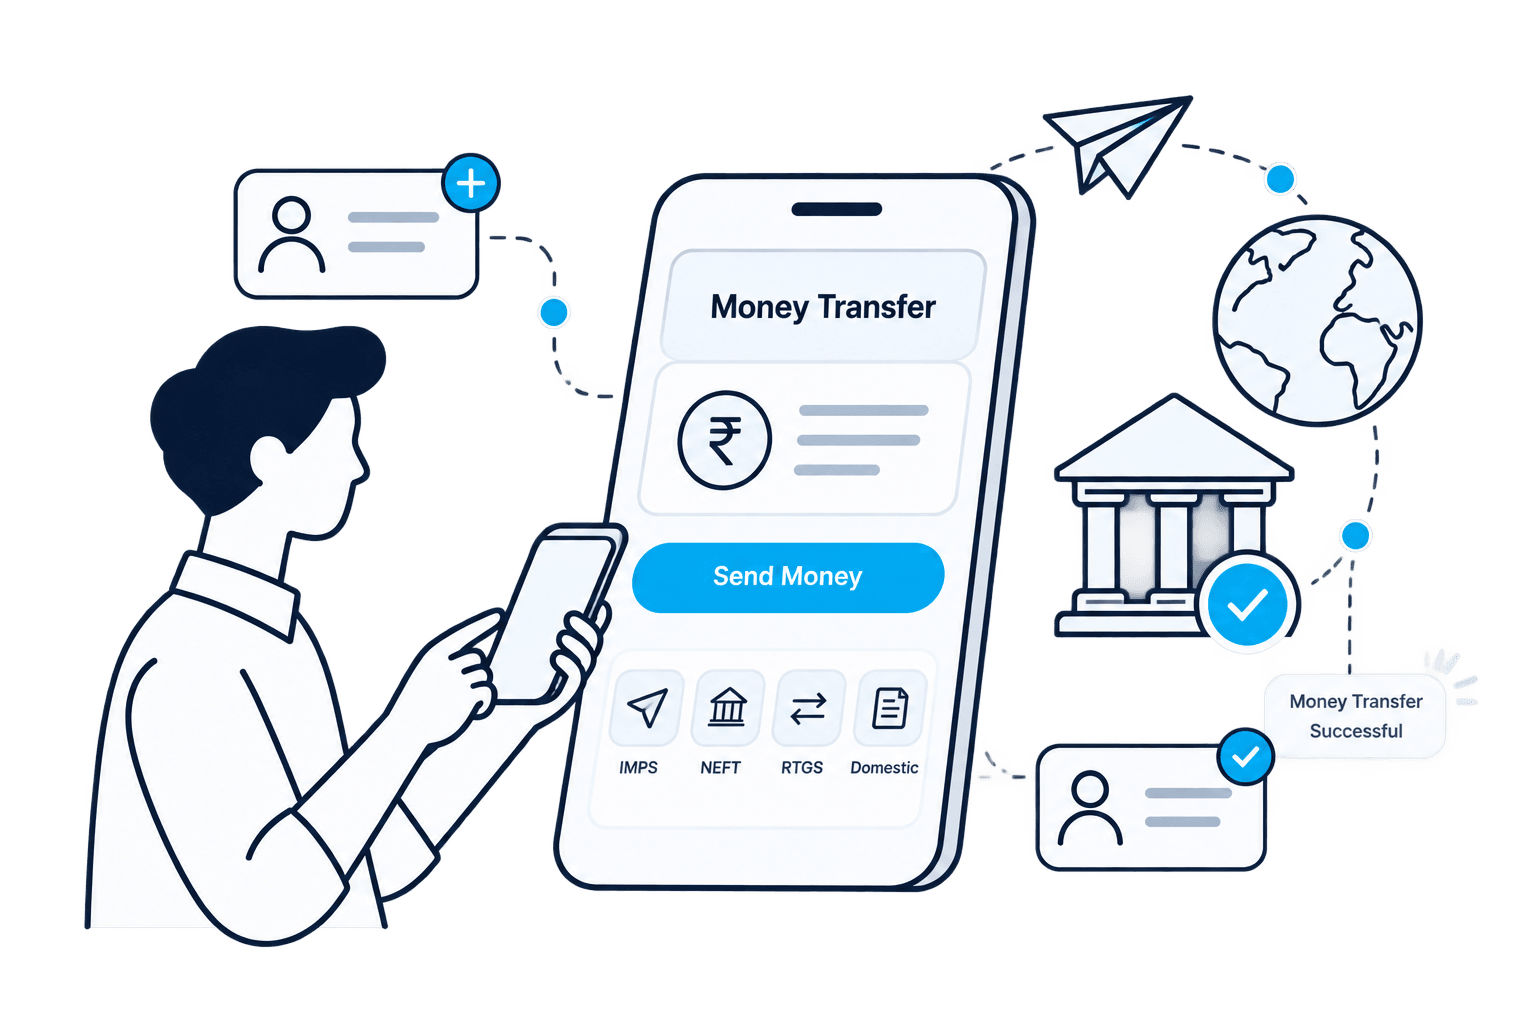 Money Transfer
₹
Send Money
IMPS
NEFT
RTGS
Domestic
Money Transfer
Successful